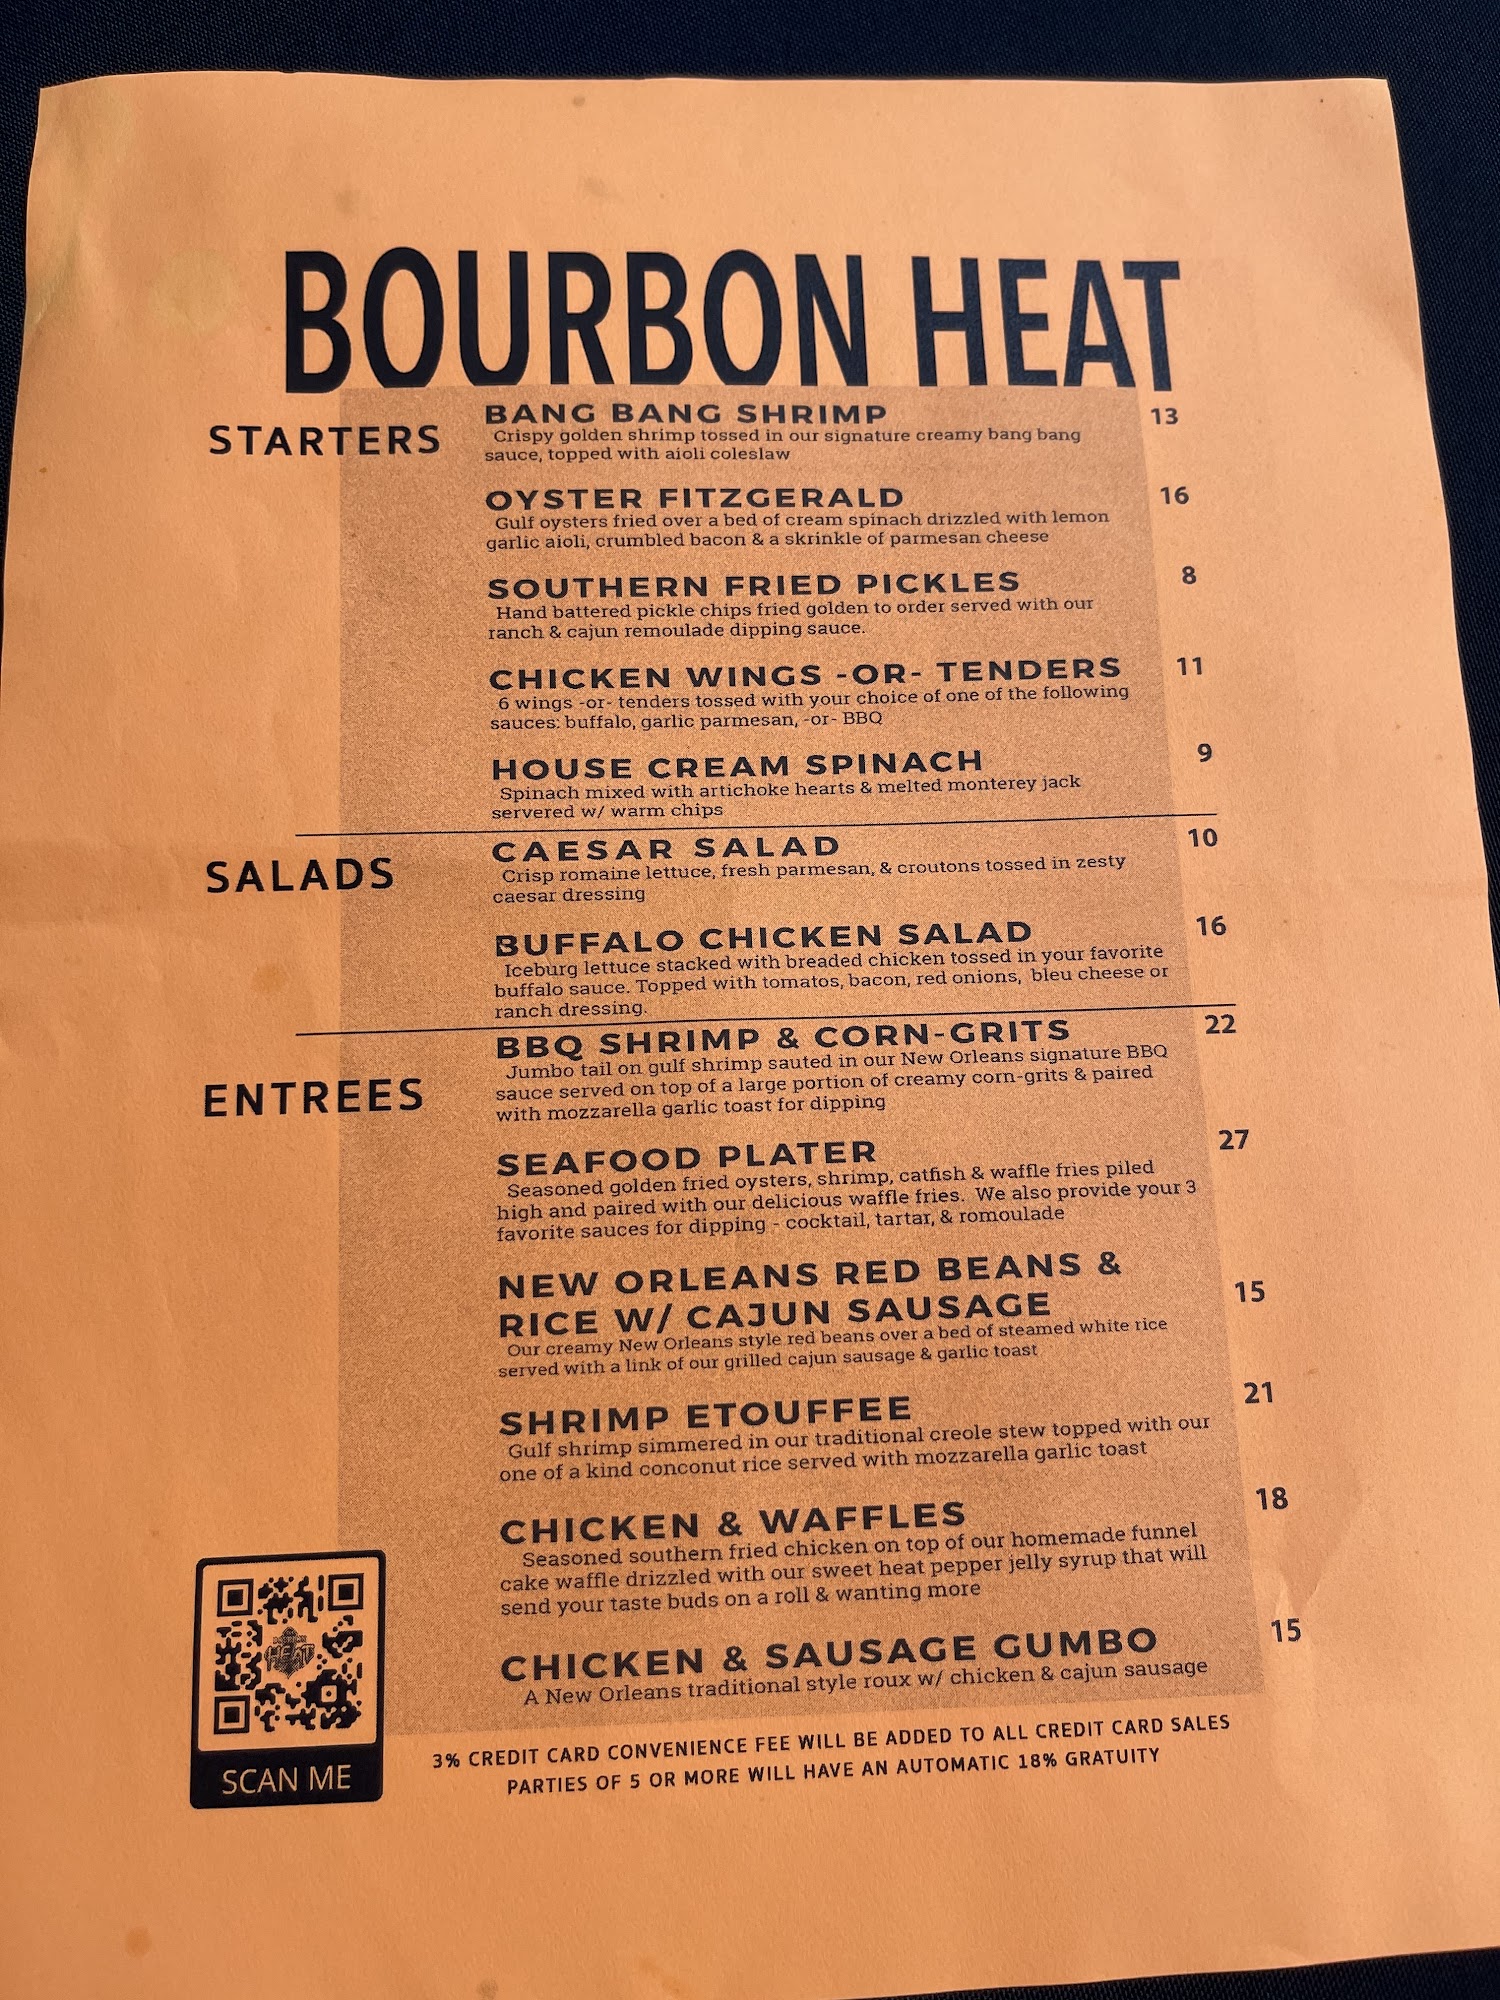 BOURBON HEAT
STARTERS
BANG BANG SHRIMP 13
Crispy golden shrimp tossed in our signature creamy bang bang
sauce, topped with aioli coleslaw
OYSTER FITZGERALD 16
Gulf oysters fried over a bed of cream spinach drizzled with lemon
garlic aioli, crumbled bacon & a skrinkle of parmesan cheese
SOUTHERN FRIED PICKLES 8
Hand battered pickle chips fried golden to order served with our
ranch & cajun remoulade dipping sauce.
CHICKEN WINGS -OR- TENDERS 11
6 wings -or- tenders tossed with your choice of one of the following
sauces: buffalo, garlic parmesan, -or- BBQ
HOUSE CREAM SPINACH 9
Spinach mixed with artichoke hearts & melted monterey jack
servered w/ warm chips
SALADS
CAESAR SALAD 10
Crisp romaine lettuce, fresh parmesan, & croutons tossed in zesty
caesar dressing
BUFFALO CHICKEN SALAD 16
Iceburg lettuce stacked with breaded chicken tossed in your favorite
buffalo sauce. Topped with tomatos, bacon, red onions, bleu cheese or
ranch dressing.
ENTREES
BBQ SHRIMP & CORN-GRITS 22
Jumbo tail on gulf shrimp sauted in our New Orleans signature BBQ
sauce served on top of a large portion of creamy corn-grits & paired
with mozzarella garlic toast for dipping
SEAFOOD PLATER 27
Seasoned golden fried oysters, shrimp, catfish & waffle fries piled
high and paired with our delicious waffle fries. We also provide your 3
favorite sauces for dipping - cocktail, tartar, & romoulade
NEW ORLEANS RED BEANS &
RICE W/ CAJUN SAUSAGE 15
Our creamy New Orleans style red beans over a bed of steamed white rice
served with a link of our grilled cajun sausage & garlic toast
SHRIMP ETOUFFEE 21
Gulf shrimp simmered in our traditional creole stew topped with our
one of a kind conconut rice served with mozzarella garlic toast
CHICKEN & WAFFLES 18
Seasoned southern fried chicken on top of our homemade funnel
cake waffle drizzled with our sweet heat pepper jelly syrup that will
send your taste buds on a roll & wanting more
CHICKEN & SAUSAGE GUMBO 15
A New Orleans traditional style roux w/ chicken & cajun sausage
HEAT
SCAN ME
3% CREDIT CARD CONVENIENCE FEE WILL BE ADDED TO ALL CREDIT CARD SALES
PARTIES OF 5 OR MORE WILL HAVE AN AUTOMATIC 18% GRATUITY